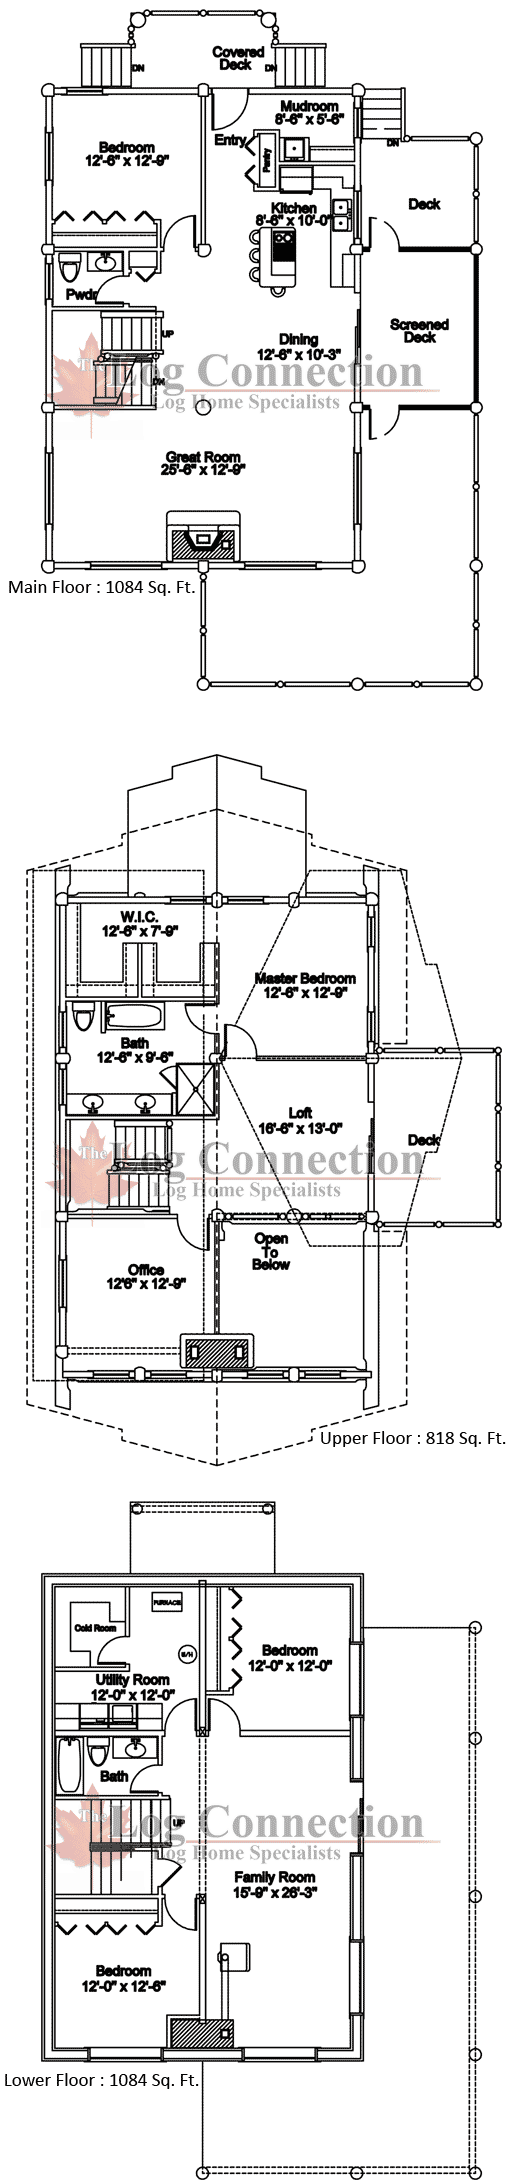 Covered
Deck
DN
DN
Mudroom
8'-6" x 5'-6"
Entry
Pantry
DN
Bedroom
12'-6" x 12'-9"
Kitchen
8'-6" x 10'-0"
Deck
Pwdr
UP
DN
Dining
12'-6" x 10'-3"
Screened
Deck
The Log Connection
Log Home Specialists
Great Room
25'-6" x 12'-9"
Main Floor : 1084 Sq. Ft.
W.I.C.
12'-6" x 7'-9"
Master Bedroom
12'-6" x 12'-9"
Bath
12'-6" x 9'-6"
Loft
16'-6" x 13'-0"
Deck
The Log Connection
Log Home Specialists
Open
To
Below
Office
12'6" x 12'-9"
Upper Floor : 818 Sq. Ft.
FURNACE
Cold Room
Bedroom
12'-0" x 12'-0"
Utility Room
12'-0" x 12'-0"
Bath
UP
The Log Connection
Log Home Specialists
Family Room
15'-9" x 26'-3"
Bedroom
12'-0" x 12'-6"
Lower Floor : 1084 Sq. Ft.